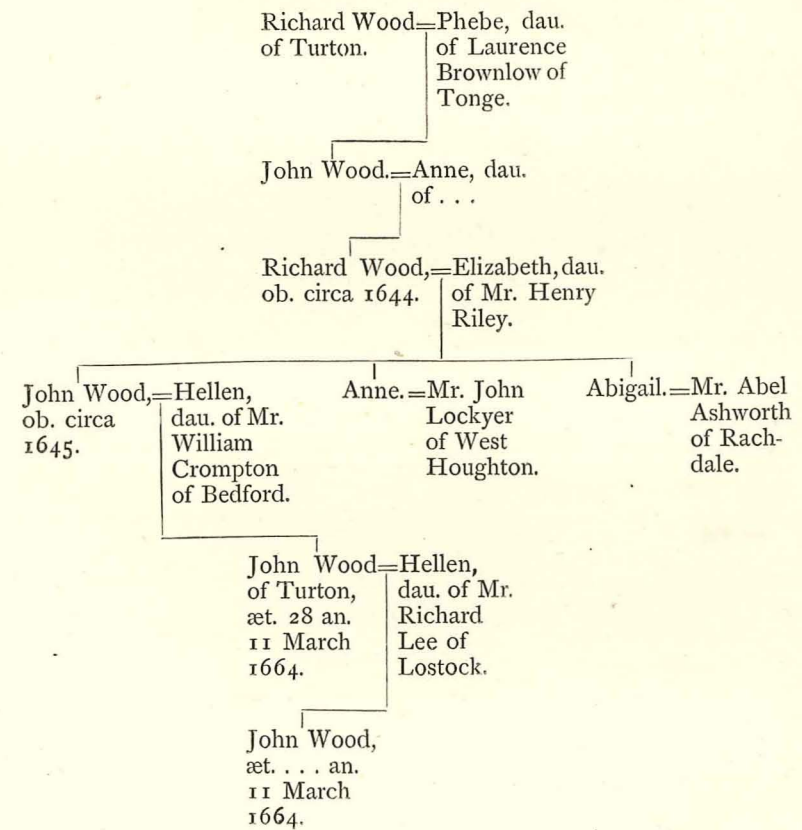 Richard Wood=Phebe, dau.
of Turton. of Laurence
Brownlow of
Tonge.
John Wood.=Anne, dau.
of . . .
Richard Wood,=Elizabeth, dau.
ob. circa 1644. of Mr. Henry
Riley.
John Wood,=Hellen,
ob. circa dau. of Mr.
1645. William
Crompton
of Bedford.
Anne.=Mr. John
Lockyer
of West
Houghton.
Abigail.=Mr. Abel
Ashworth
of Rach-
dale.
John Wood=Hellen,
of Turton, dau. of Mr.
æt. 28 an. Richard
11 March Lee of
1664. Lostock.
John Wood,
æt. . . . an.
11 March
1664.